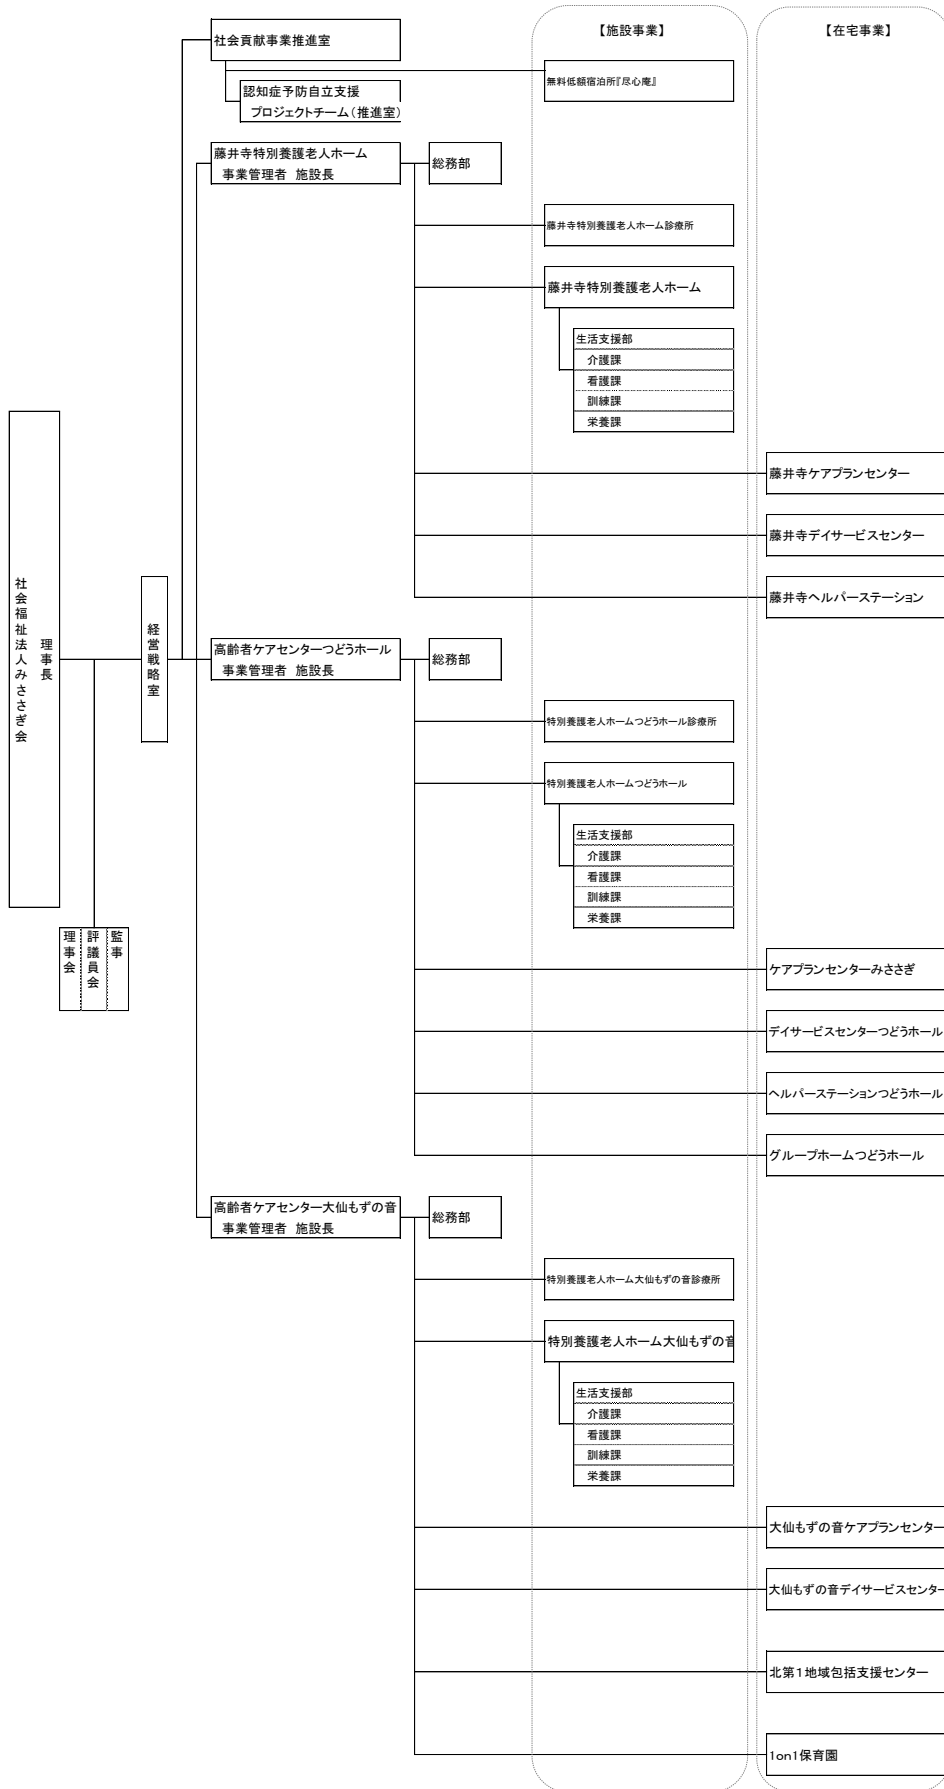 【施設事業】
【在宅事業】
社会貢献事業推進室
無料低額宿泊所『尽心庵』
認知症予防自立支援
プロジェクトチーム（推進室）
藤井寺特別養護老人ホーム
事業管理者 施設長
総務部
藤井寺特別養護老人ホーム診療所
藤井寺特別養護老人ホーム
生活支援部
介護課
看護課
訓練課
栄養課
藤井寺ケアプランセンター
藤井寺デイサービスセンター
藤井寺ヘルパーステーション
社会福祉法人みささぎ会
理事長
経営戦略室
理事会
評議員会
監事
高齢者ケアセンターつどうホール
事業管理者 施設長
総務部
特別養護老人ホームつどうホール診療所
特別養護老人ホームつどうホール
生活支援部
介護課
看護課
訓練課
栄養課
ケアプランセンターみささぎ
デイサービスセンターつどうホール
ヘルパーステーションつどうホール
グループホームつどうホール
高齢者ケアセンター大仙もずの音
事業管理者 施設長
総務部
特別養護老人ホーム大仙もずの音診療所
特別養護老人ホーム大仙もずの音
生活支援部
介護課
看護課
訓練課
栄養課
大仙もずの音ケアプランセンター
大仙もずの音デイサービスセンター
北第1地域包括支援センター
1on1保育園